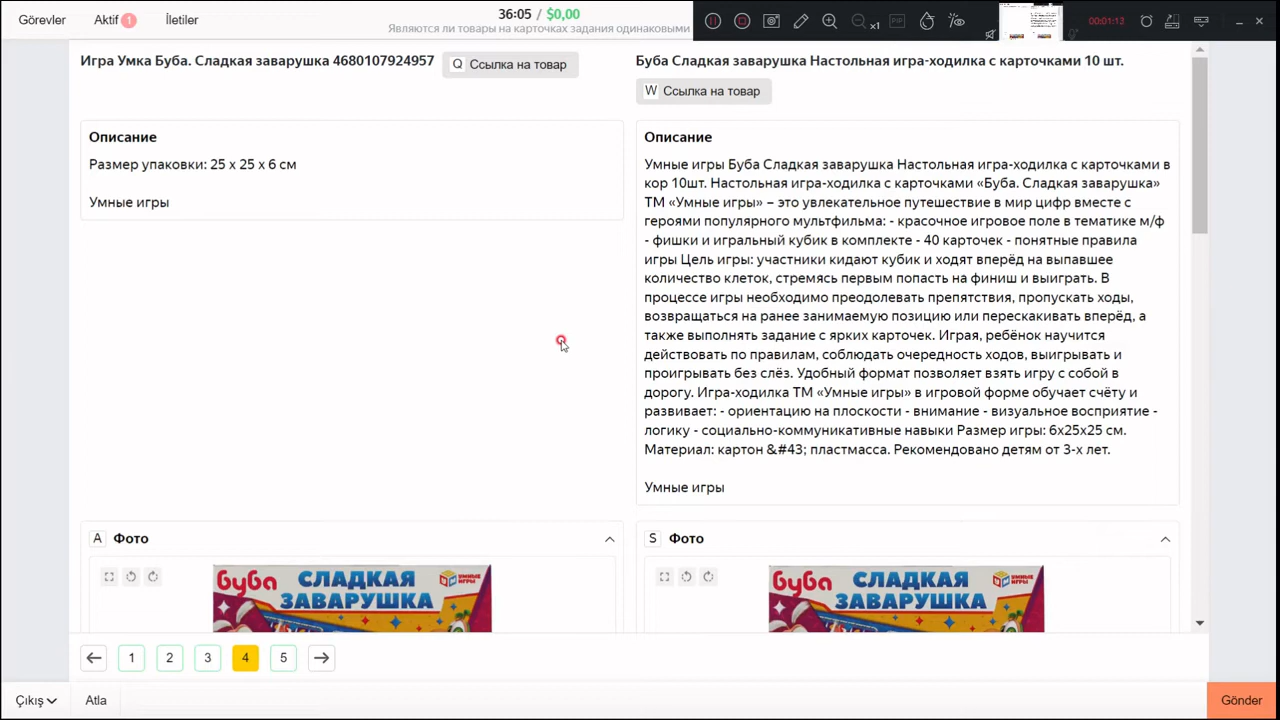 Görevler
Aktif 1
İletiler
36:05 / $0,00
Являются ли товары на карточках задания одинаковыми
x1
PIP
00:01:13
Игра Умка Буба. Сладкая заварушка 4680107924957
Q Ссылка на товар
Описание
Размер упаковки: 25 x 25 x 6 см
Умные игры
Буба Сладкая заварушка Настольная игра-ходилка с карточками 10 шт.
W Ссылка на товар
Описание
Умные игры Буба Сладкая заварушка Настольная игра-ходилка с карточками в
кор 10шт. Настольная игра-ходилка с карточками «Буба. Сладкая заварушка»
ТМ «Умные игры» – это увлекательное путешествие в мир цифр вместе с
героями популярного мультфильма: - красочное игровое поле в тематике м/ф
- фишки и игральный кубик в комплекте - 40 карточек - понятные правила
игры Цель игры: участники кидают кубик и ходят вперёд на выпавшее
количество клеток, стремясь первым попасть на финиш и выиграть. В
процессе игры необходимо преодолевать препятствия, пропускать ходы,
возвращаться на ранее занимаемую позицию или перескакивать вперёд, а
также выполнять задание с ярких карточек. Играя, ребёнок научится
действовать по правилам, соблюдать очередность ходов, выигрывать и
проигрывать без слёз. Удобный формат позволяет взять игру с собой в
дорогу. Игра-ходилка ТМ «Умные игры» в игровой форме обучает счёту и
развивает: - ориентацию на плоскости - внимание - визуальное восприятие -
логику - социально-коммуникативные навыки Размер игры: 6x25x25 см.
Материал: картон &#43; пластмасса. Рекомендовано детям от 3-х лет.
Умные игры
A Фото
буба СЛАДКАЯ ЗАВАРУШКА УМНЫЕ ИГРЫ
S Фото
буба СЛАДКАЯ ЗАВАРУШКА УМНЫЕ ИГРЫ
1 2 3 4 5
Çıkış
Atla
Gönder